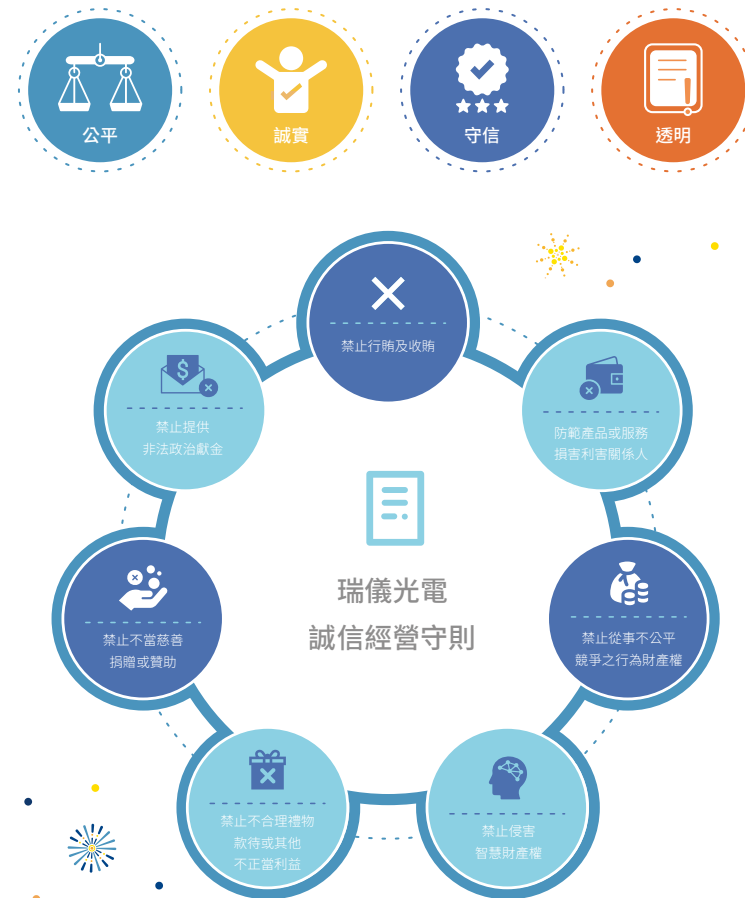 公平
誠實
守信
透明
禁止行賄及收賄
禁止提供
非法政治獻金
防範產品或服務
損害利害關係人
瑞儀光電
誠信經營守則
禁止不當慈善
捐贈或贊助
禁止從事不公平
競爭之行為財產權
禁止不合理禮物
款待或其他
不正當利益
禁止侵害
智慧財產權